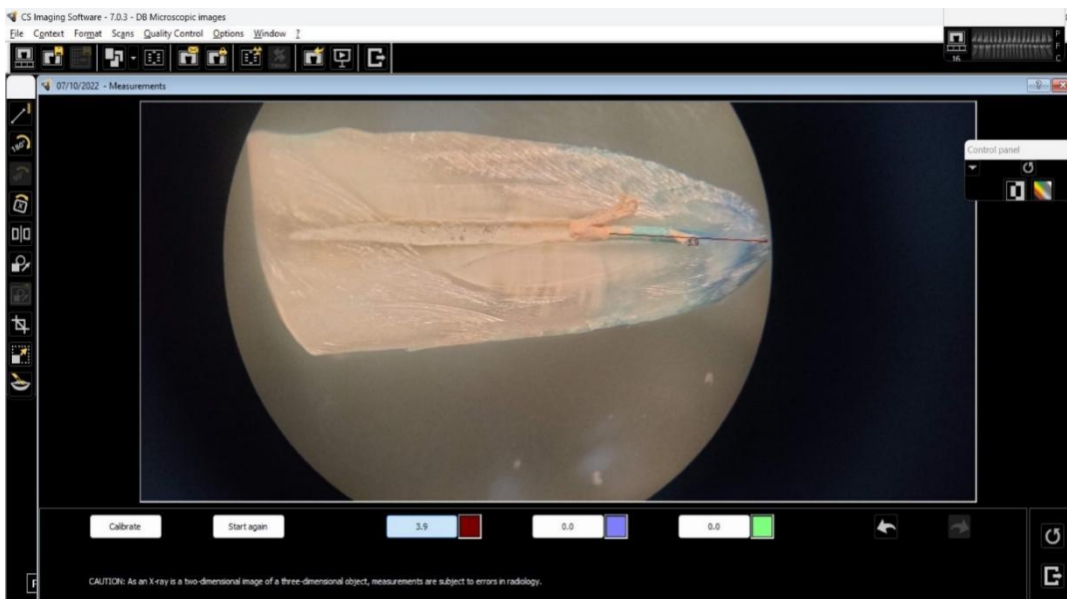 CS Imaging Software - 7.0.3 - DB Microscopic images
File Context Format Scans Quality Control Options Window ?
16
P
F
C
07/10/2022 - Measurements
180°
Control panel
Calibrate
Start again
3.9
0.0
0.0
CAUTION: As an X-ray is a two-dimensional image of a three-dimensional object, measurements are subject to errors in radiology.